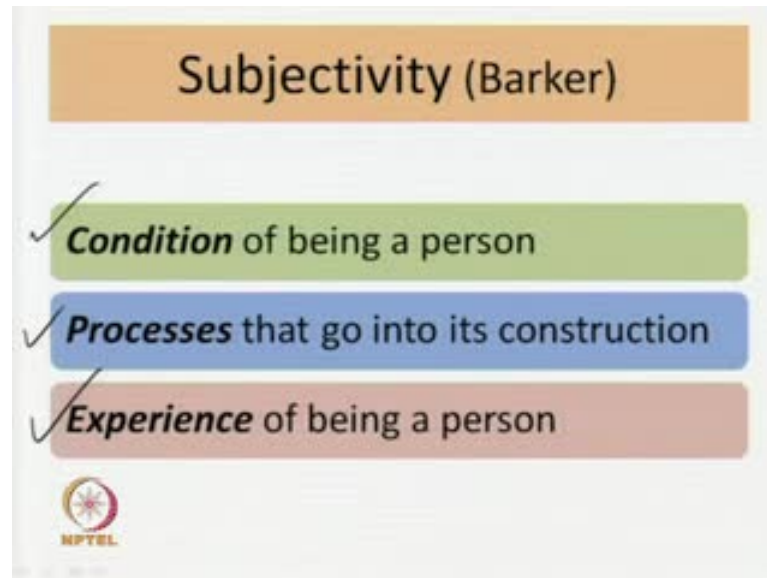 Subjectivity (Barker)
Condition of being a person
Processes that go into its construction
Experience of being a person
NPTEL